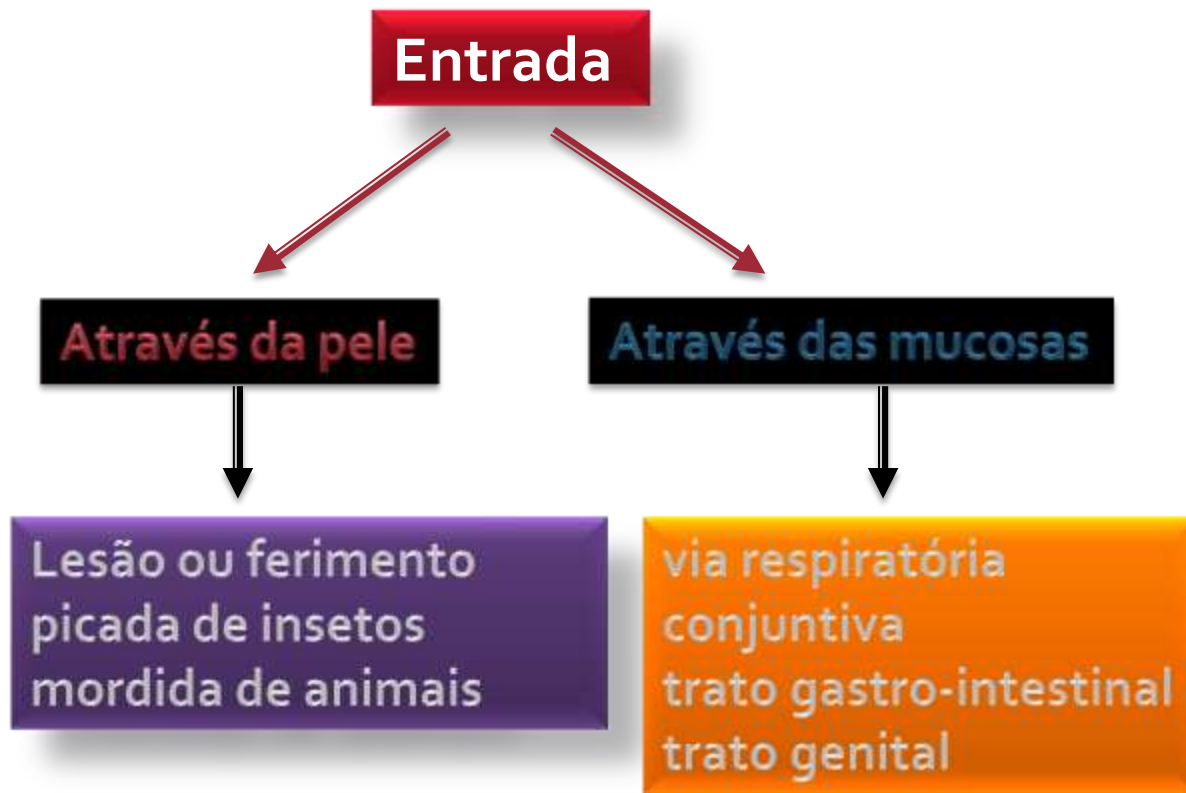 Entrada
Através da pele
Através das mucosas
Lesão ou ferimento
picada de insetos
mordida de animais
via respiratória
conjuntiva
trato gastro-intestinal
trato genital